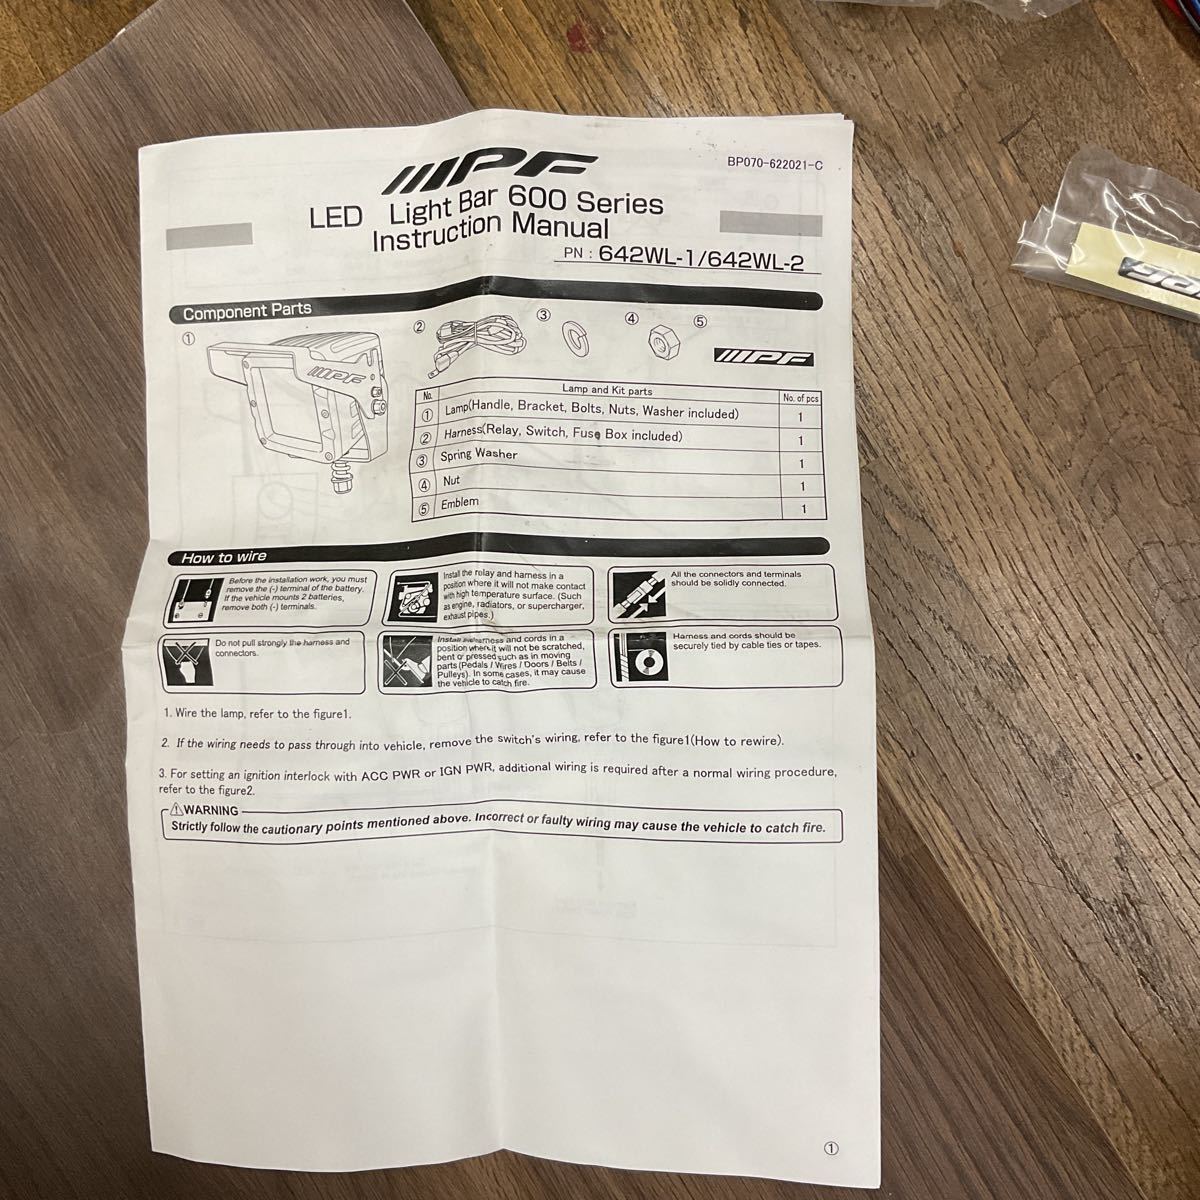 IPF
BP070-622021-C
LED Light Bar 600 Series
Instruction Manual
PN : 642WL-1/642WL-2
Component Parts
①
②
③
④
⑤
IPF
IPF
No. Lamp and Kit parts No. of pcs
① Lamp(Handle, Bracket, Bolts, Nuts, Washer included) 1
② Harness(Relay, Switch, Fuse Box included) 1
③ Spring Washer 1
④ Nut 1
⑤ Emblem 1
How to wire
Before the installation work, you must
remove the (-) terminal of the battery.
If the vehicle mounts 2 batteries,
remove both (-) terminals.
Install the relay and harness in a
position where it will not make contact
with high temperature surface. (Such
as engine, radiators, or supercharger,
exhaust pipes.)
All the connectors and terminals
should be solidly connected.
Do not pull strongly the harness and
connectors.
Install harness and cords in a
position where it will not be scratched,
bent or pressed such as in moving
parts (Pedals / Wires / Doors / Belts /
Pulleys). In some cases, it may cause
the vehicle to catch fire.
Harness and cords should be
securely tied by cable ties or tapes.
1. Wire the lamp, refer to the figure1.
2. If the wiring needs to pass through into vehicle, remove the switch's wiring, refer to the figure1(How to rewire).
3. For setting an ignition interlock with ACC PWR or IGN PWR, additional wiring is required after a normal wiring procedure,
refer to the figure2.
⚠WARNING
Strictly follow the cautionary points mentioned above. Incorrect or faulty wiring may cause the vehicle to catch fire.
①